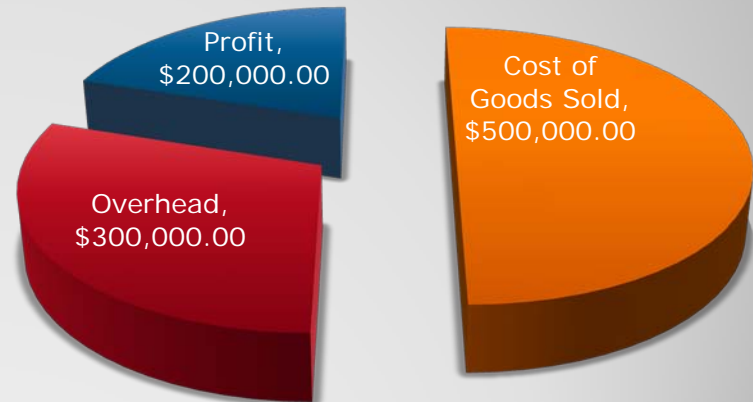 Profit,
$200,000.00
Cost of
Goods Sold,
$500,000.00
Overhead,
$300,000.00